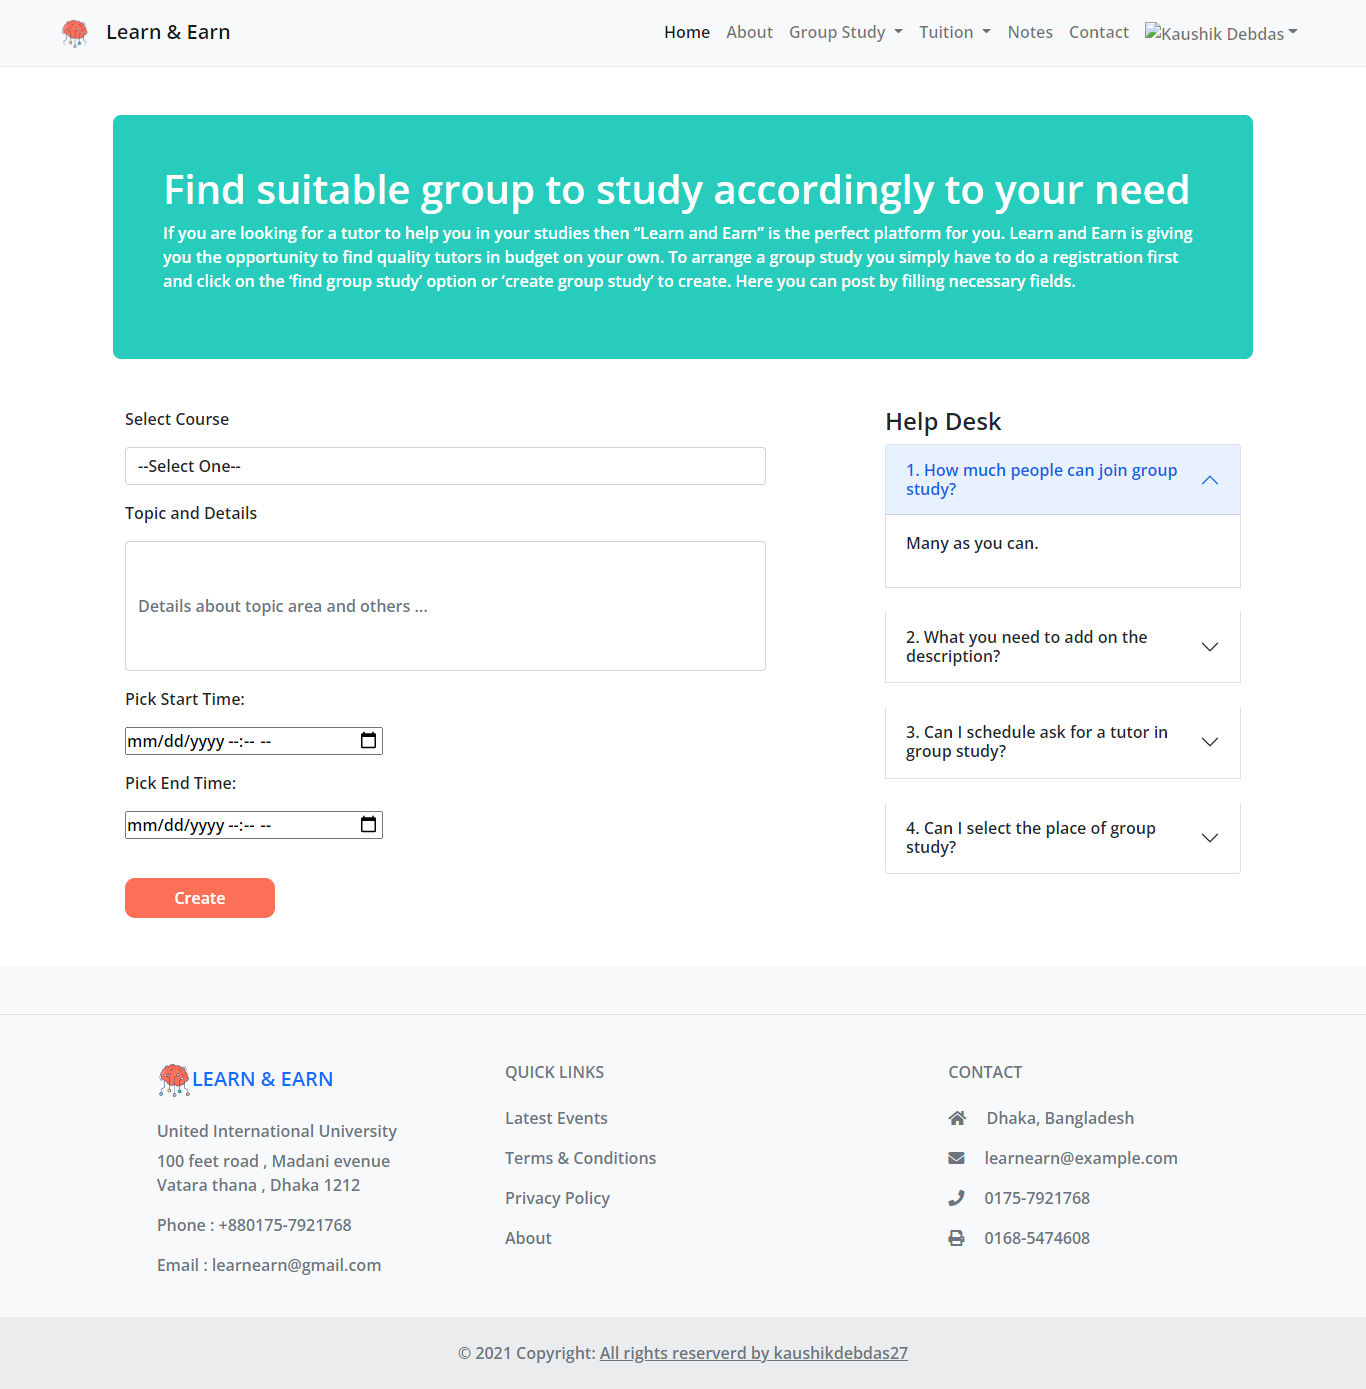 Learn & Earn
Home About Group Study Tuition Notes Contact Kaushik Debdas
Find suitable group to study accordingly to your need
If you are looking for a tutor to help you in your studies then “Learn and Earn” is the perfect platform for you. Learn and Earn is giving
you the opportunity to find quality tutors in budget on your own. To arrange a group study you simply have to do a registration first
and click on the ‘find group study’ option or ’create group study’ to create. Here you can post by filling necessary fields.
Select Course
--Select One--
Topic and Details
Details about topic area and others ...
Pick Start Time:
mm/dd/yyyy --:-- --
Pick End Time:
mm/dd/yyyy --:-- --
Create
Help Desk
1. How much people can join group
study?
Many as you can.
2. What you need to add on the
description?
3. Can I schedule ask for a tutor in
group study?
4. Can I select the place of group
study?
LEARN & EARN
United International University
100 feet road , Madani evenue
Vatara thana , Dhaka 1212
Phone : +880175-7921768
Email : learnearn@gmail.com
QUICK LINKS
Latest Events
Terms & Conditions
Privacy Policy
About
CONTACT
Dhaka, Bangladesh
learnearn@example.com
0175-7921768
0168-5474608
© 2021 Copyright: All rights reserverd by kaushikdebdas27